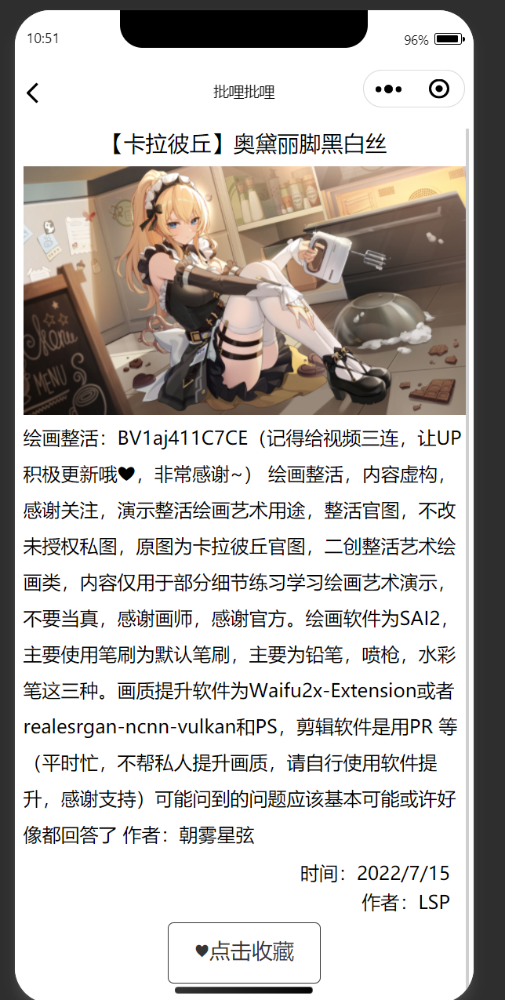 10:51
96%
批哩批哩
【卡拉彼丘】奥黛丽脚黑白丝
Menu
MENU
绘画整活：BV1aj411C7CE（记得给视频三连，让UP
积极更新哦♥，非常感谢~） 绘画整活，内容虚构，
感谢关注，演示整活绘画艺术用途，整活官图，不改
未授权私图，原图为卡拉彼丘官图，二创整活艺术绘
画类，内容仅用于部分细节练习学习绘画艺术演示，
不要当真，感谢画师，感谢官方。绘画软件为SAI2，
主要使用笔刷为默认笔刷，主要为铅笔，喷枪，水彩
笔这三种。画质提升软件为Waifu2x-Extension或者
realesrgan-ncnn-vulkan和PS，剪辑软件是用PR 等
（平时忙，不帮私人提升画质，请自行使用软件提
升，感谢支持）可能问到的问题应该基本可能或许好
像都回答了 作者：朝雾星弦
时间：2022/7/15
作者：LSP
♥点击收藏